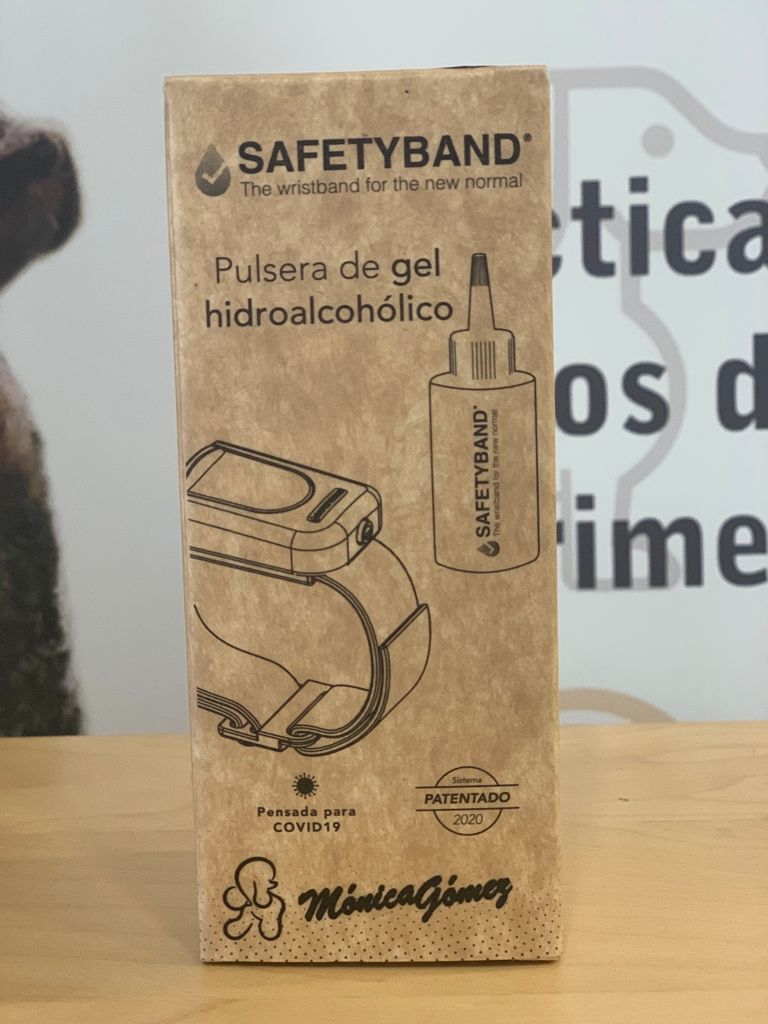 SAFETYBAND®
The wristband for the new normal
Pulsera de gel
hidroalcohólico
SAFETYBAND®
The wristband for the new normal
Pensada para
COVID19
Sistema
PATENTADO
2020
MónicaGómez
ctica
os d
rime